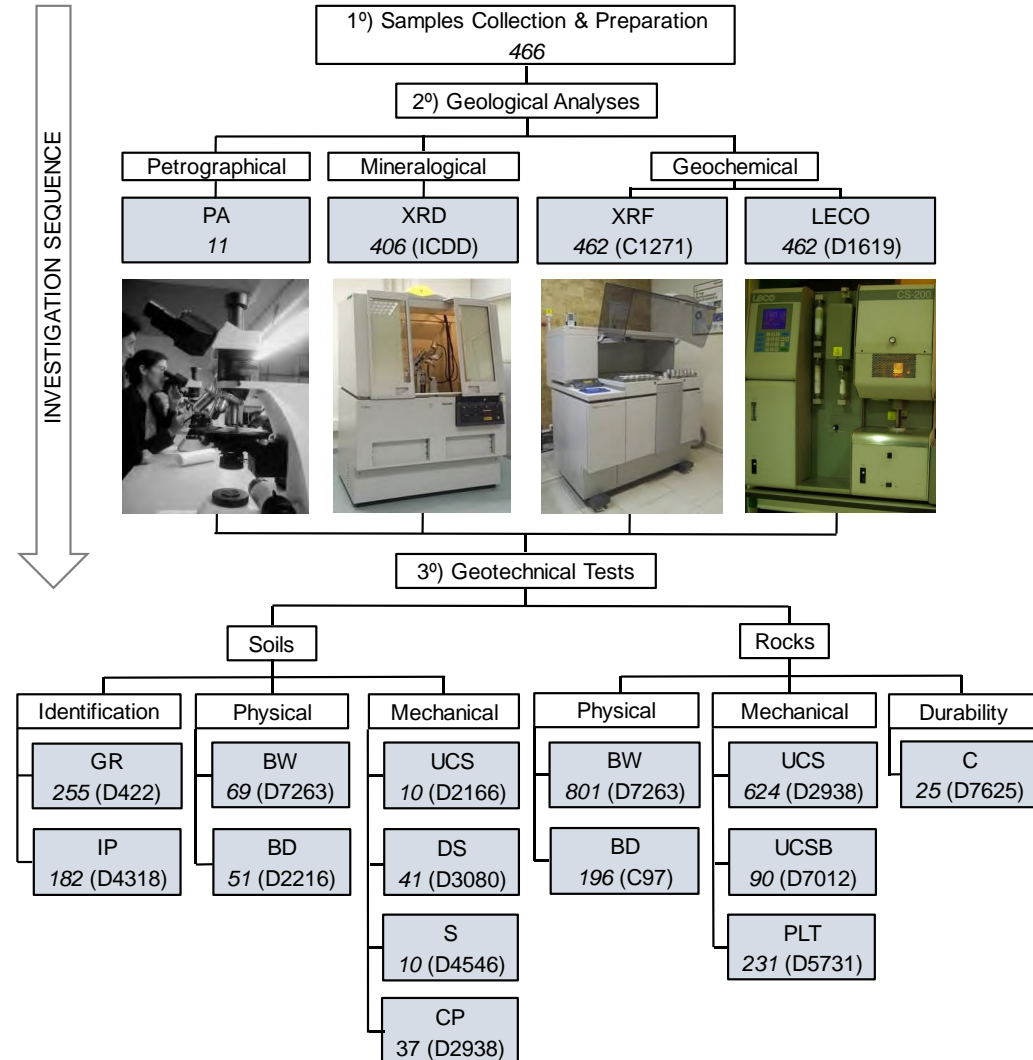 1º) Samples Collection & Preparation
466
2º) Geological Analyses
INVESTIGATION SEQUENCE
Petrographical
Mineralogical
Geochemical
PA
11
XRD
406 (ICDD)
XRF
462 (C1271)
LECO
462 (D1619)
LECO
CS-200
3º) Geotechnical Tests
Soils
Rocks
Identification
Physical
Mechanical
Physical
Mechanical
Durability
GR
255 (D422)
BW
69 (D7263)
UCS
10 (D2166)
BW
801 (D7263)
UCS
624 (D2938)
C
25 (D7625)
IP
182 (D4318)
BD
51 (D2216)
DS
41 (D3080)
BD
196 (C97)
UCSB
90 (D7012)
S
10 (D4546)
PLT
231 (D5731)
CP
37 (D2938)